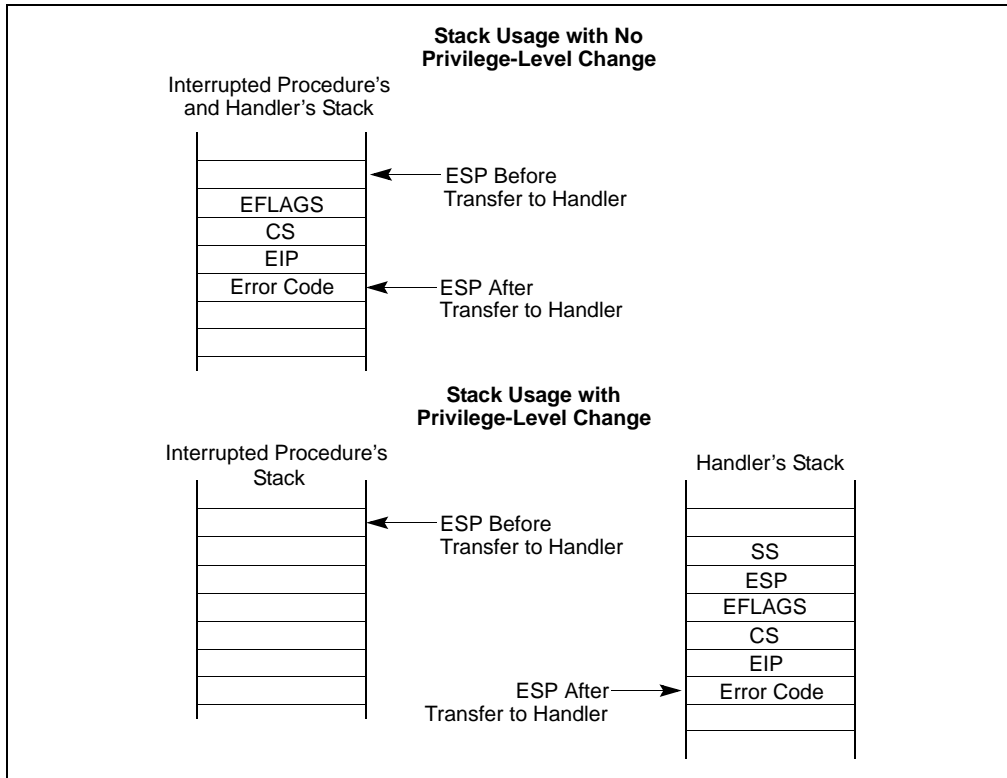 Stack Usage with No
Privilege-Level Change
Interrupted Procedure’s
and Handler’s Stack
ESP Before
Transfer to Handler
EFLAGS
CS
EIP
Error Code
ESP After
Transfer to Handler
Stack Usage with
Privilege-Level Change
Interrupted Procedure’s
Stack
Handler’s Stack
ESP Before
Transfer to Handler
SS
ESP
EFLAGS
CS
EIP
ESP After
Transfer to Handler
Error Code